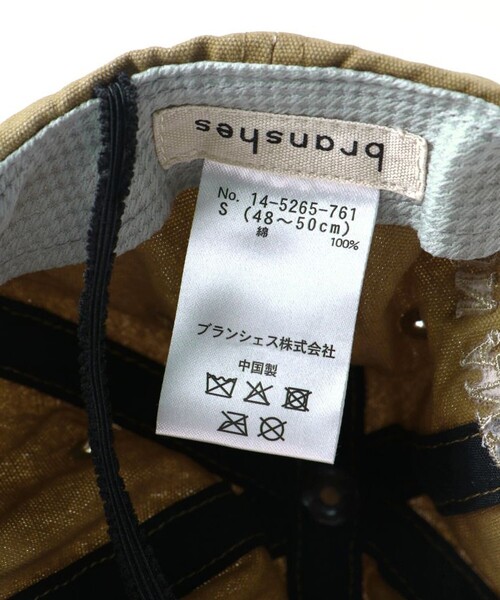 branshes
No. 14-5265-761
S (48〜50cm)
綿 100%
ブランシェス株式会社
中国製